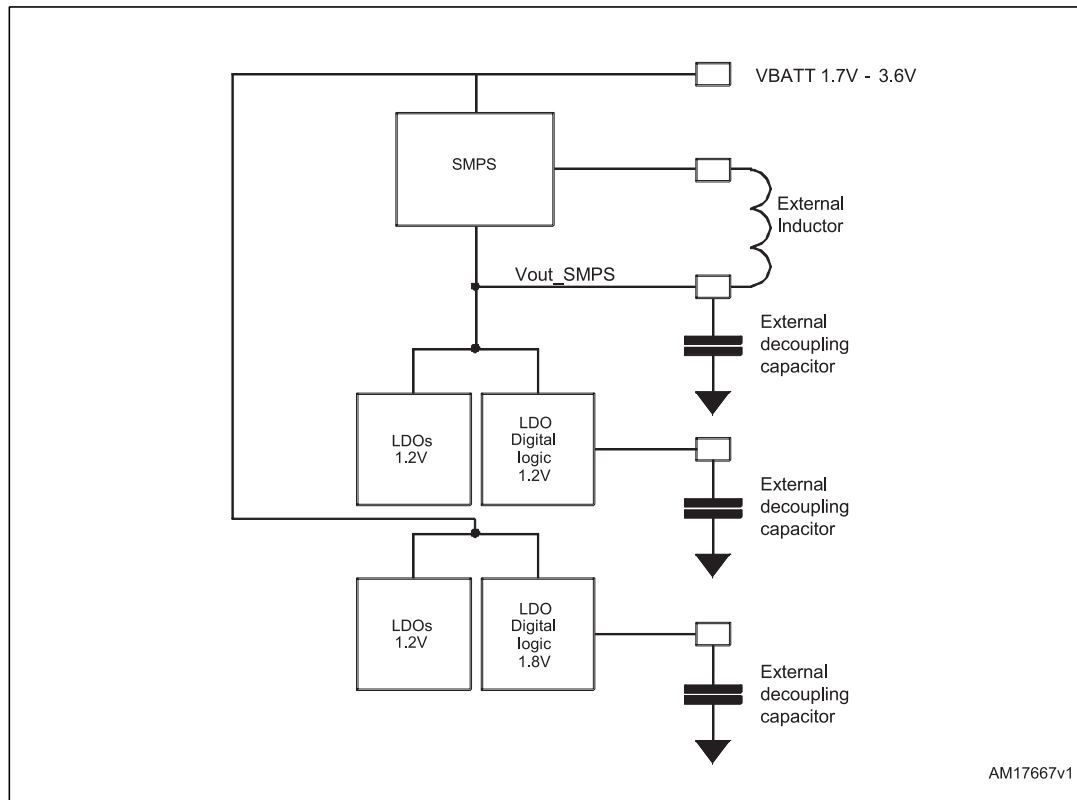 VBATT 1.7V - 3.6V
SMPS
External
Inductor
Vout_SMPS
External
decoupling
capacitor
LDOs
1.2V
LDO
Digital
logic
1.2V
External
decoupling
capacitor
LDOs
1.2V
LDO
Digital
logic
1.8V
External
decoupling
capacitor
AM17667v1